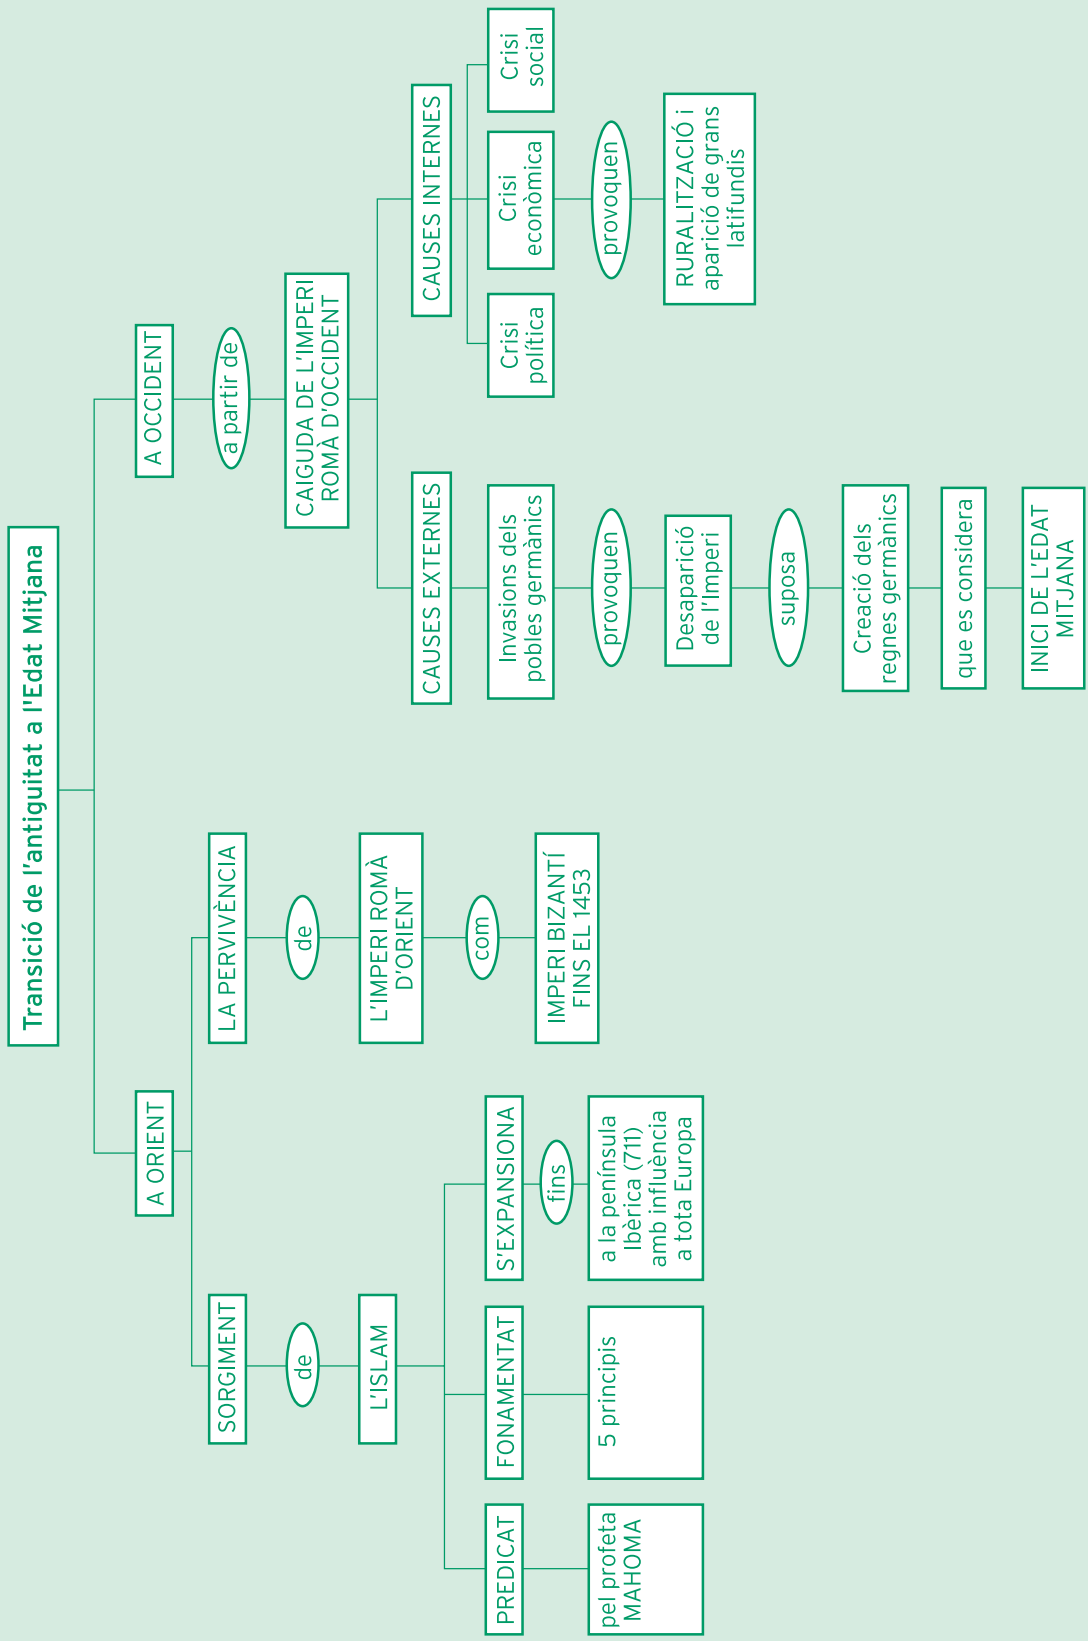 Transició de l'antiguitat a l'Edat Mitjana
A ORIENT
A OCCIDENT
SORGIMENT
LA PERVIVÈNCIA
a partir de
de
de
CAIGUDA DE L'IMPERI
ROMÀ D'OCCIDENT
L'ISLAM
L'IMPERI ROMÀ
D'ORIENT
CAUSES EXTERNES
CAUSES INTERNES
com
PREDICAT
FONAMENTAT
S'EXPANSIONA
Invasions dels
pobles germànics
Crisi
política
Crisi
econòmica
Crisi
social
fins
IMPERI BIZANTÍ
FINS EL 1453
provoquen
provoquen
pel profeta
MAHOMA
5 principis
a la península
Ibèrica (711)
amb influència
a tota Europa
Desaparició
de l'Imperi
RURALITZACIÓ i
aparició de grans
latifundis
suposa
Creació dels
regnes germànics
que es considera
INICI DE L'EDAT
MITJANA